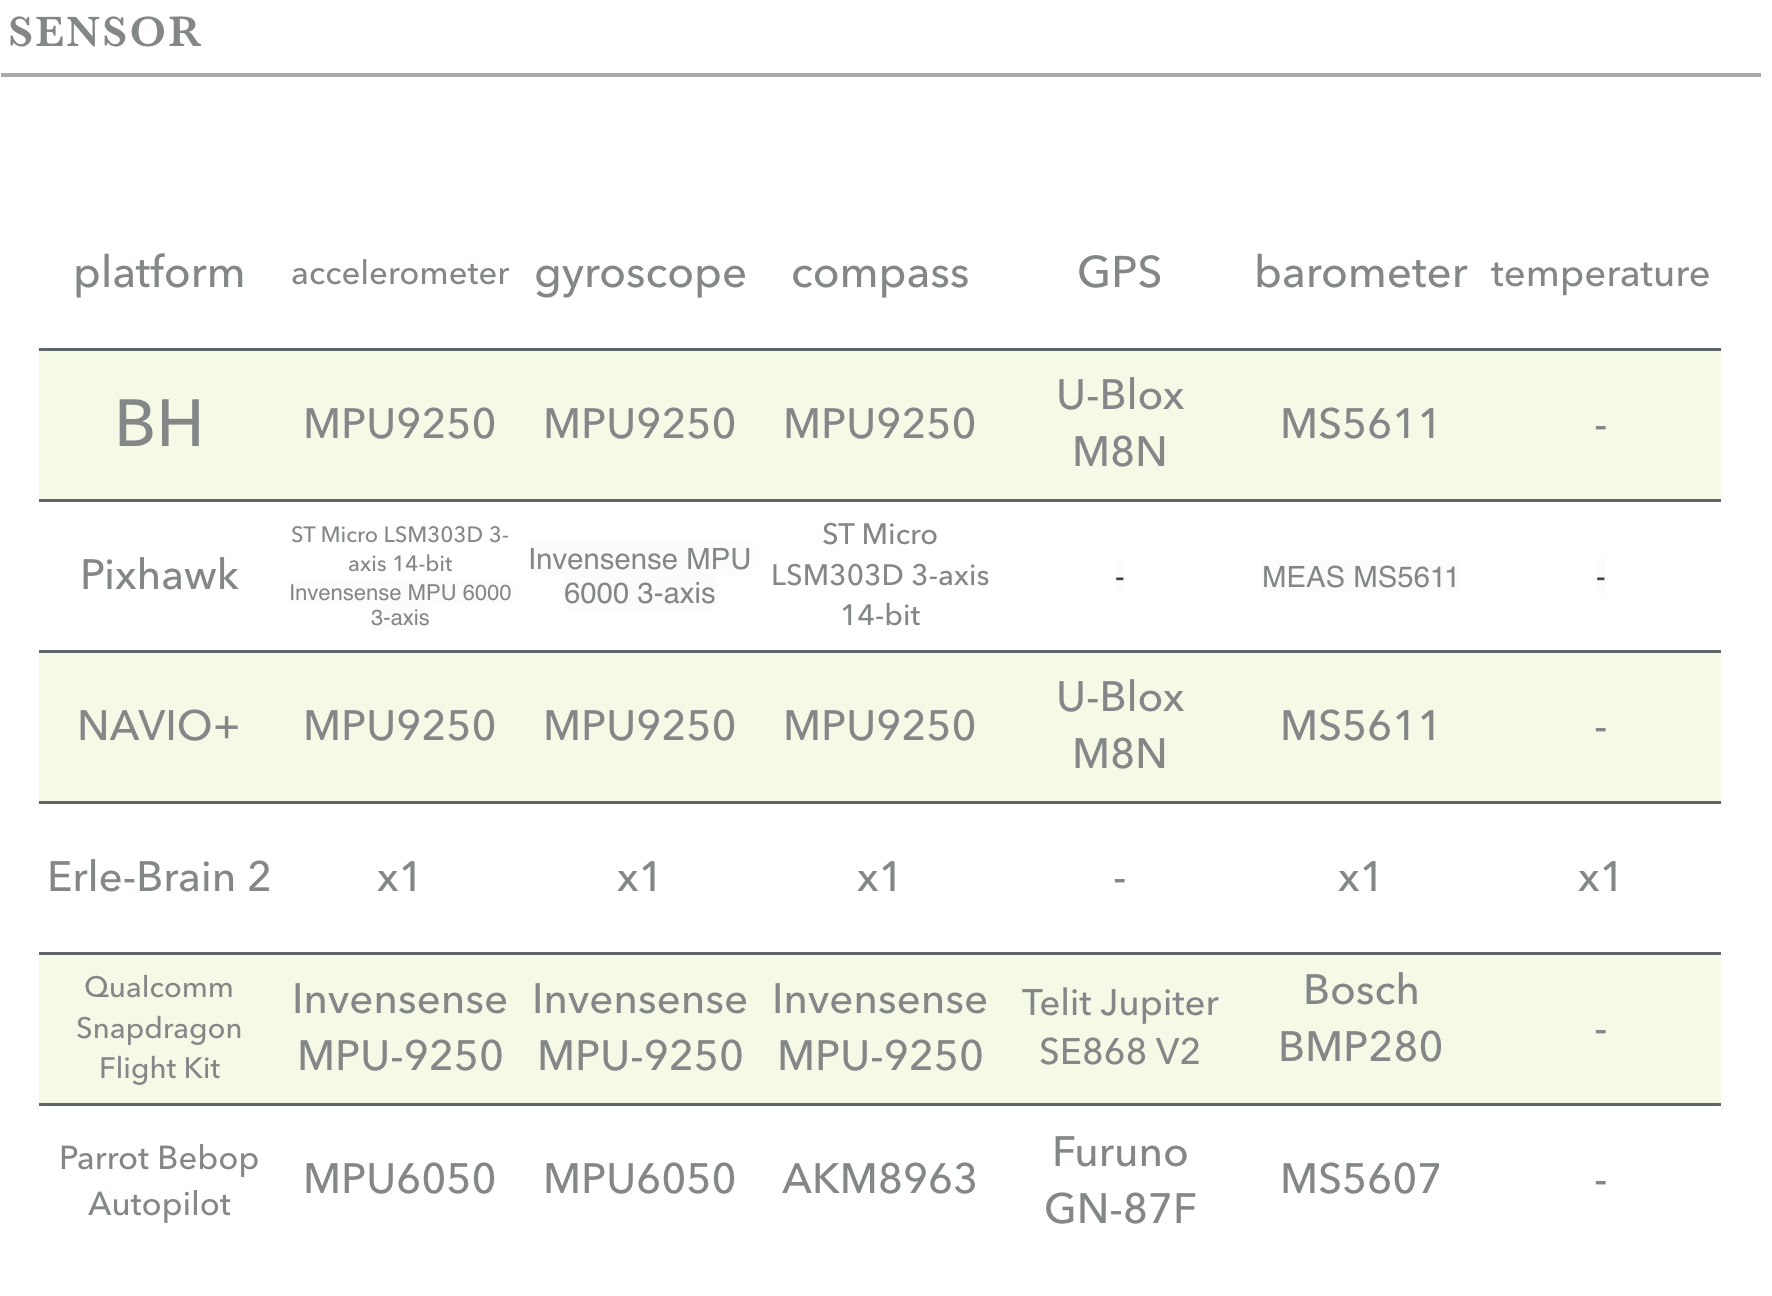 SENSOR
platform accelerometer gyroscope compass GPS barometer temperature
BH MPU9250 MPU9250 MPU9250 U-Blox M8N MS5611 -
Pixhawk ST Micro LSM303D 3-axis 14-bit Invensense MPU 6000 3-axis Invensense MPU 6000 3-axis ST Micro LSM303D 3-axis 14-bit - MEAS MS5611 -
NAVIO+ MPU9250 MPU9250 MPU9250 U-Blox M8N MS5611 -
Erle-Brain 2 x1 x1 x1 - x1 x1
Qualcomm Snapdragon Flight Kit Invensense MPU-9250 Invensense MPU-9250 Invensense MPU-9250 Telit Jupiter SE868 V2 Bosch BMP280 -
Parrot Bebop Autopilot MPU6050 MPU6050 AKM8963 Furuno GN-87F MS5607 -